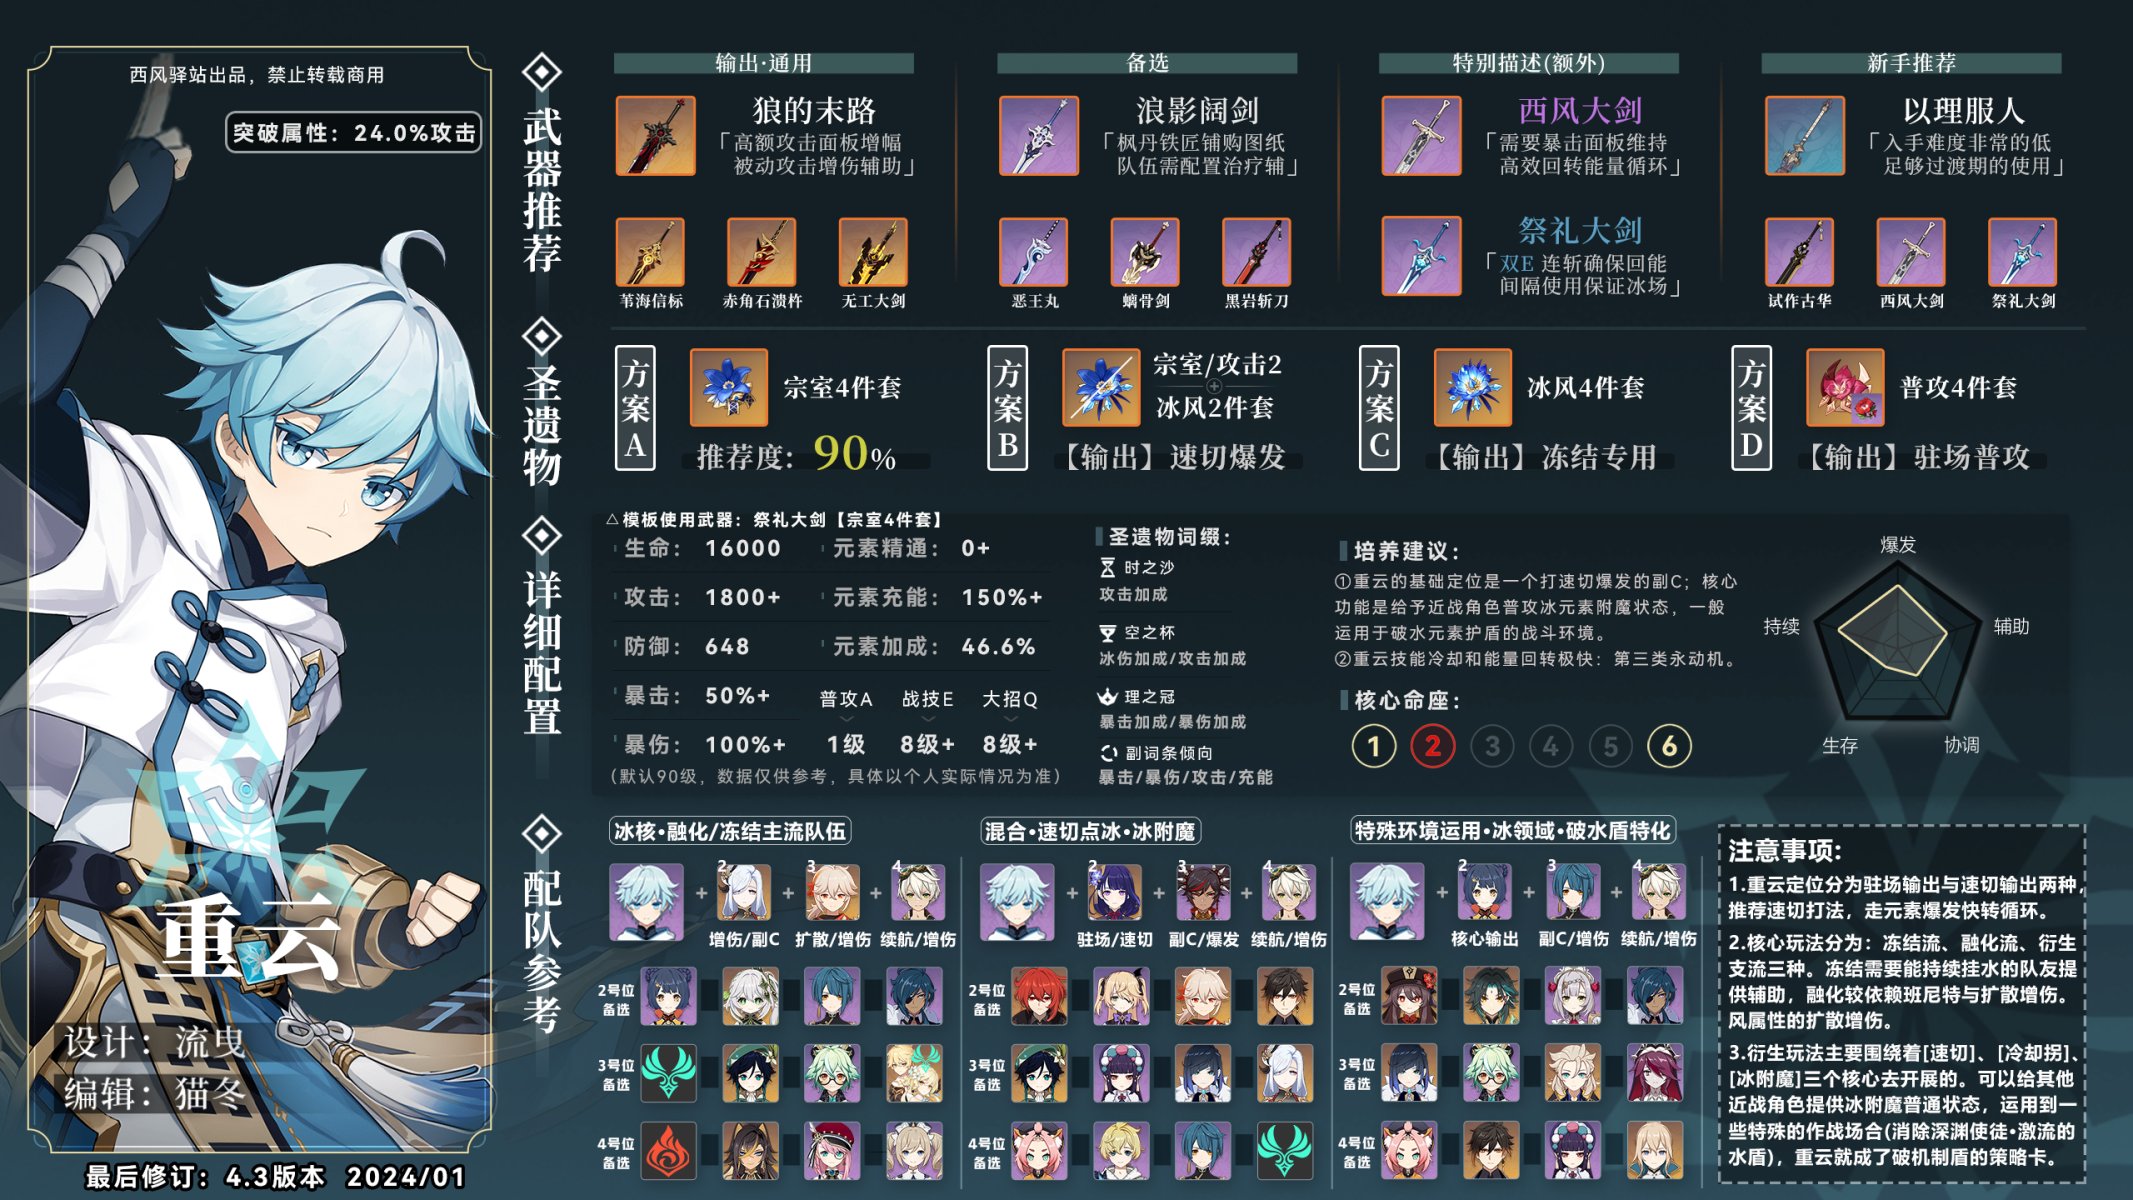 西风驿站出品，禁止转载商用
突破属性：24.0%攻击
重云
设计：流曳
编辑：猫冬
最后修订：4.3版本 2024/01
武器推荐
输出·通用
狼的末路
「高额攻击面板增幅
被动攻击增伤辅助」
苇海信标
赤角石溃杵
无工大剑
备选
浪影阔剑
「枫丹铁匠铺购图纸
队伍需配置治疗辅」
恶王丸
螭骨剑
黑岩斩刀
特别描述(额外)
西风大剑
「需要暴击面板维持
高效回转能量循环」
祭礼大剑
「双E 连斩确保回能
间隔使用保证冰场」
新手推荐
以理服人
「入手难度非常的低
足够过渡期的使用」
试作古华
西风大剑
祭礼大剑
圣遗物
方案A
宗室4件套
推荐度：90%
方案B
宗室/攻击2
冰风2件套
【输出】速切爆发
方案C
冰风4件套
【输出】冻结专用
方案D
普攻4件套
【输出】驻场普攻
详细配置
△模板使用武器：祭礼大剑【宗室4件套】
生命： 16000 元素精通： 0+
攻击： 1800+ 元素充能： 150%+
防御： 648 元素加成： 46.6%
暴击： 50%+ 普攻A 战技E 大招Q
暴伤： 100%+ 1级 8级+ 8级+
(默认90级，数据仅供参考，具体以个人实际情况为准)
圣遗物词缀：
时之沙
攻击加成
空之杯
冰伤加成/攻击加成
理之冠
暴击加成/暴伤加成
副词条倾向
暴击/暴伤/攻击/充能
培养建议：
①重云的基础定位是一个打速切爆发的副C；核心
功能是给予近战角色普攻冰元素附魔状态，一般
运用于破水元素护盾的战斗环境。
②重云技能冷却和能量回转极快：第三类永动机。
核心命座：
1 2 3 4 5 6
爆发
辅助
协调
生存
持续
配队参考
冰核·融化/冻结主流队伍
+ 2 + 3 + 4
增伤/副C 扩散/增伤 续航/增伤
2号位
备选
3号位
备选
4号位
备选
混合·速切点冰·冰附魔
+ 2 + 3 + 4
驻场/速切 副C/爆发 续航/增伤
2号位
备选
3号位
备选
4号位
备选
特殊环境运用·冰领域·破水盾特化
+ 2 + 3 + 4
核心输出 副C/增伤 续航/增伤
2号位
备选
3号位
备选
4号位
备选
注意事项:
1.重云定位分为驻场输出与速切输出两种，
推荐速切打法，走元素爆发快转循环。
2.核心玩法分为：冻结流、融化流、衍生
支流三种。冻结需要能持续挂水的队友提
供辅助，融化较依赖班尼特与扩散增伤。
风属性的扩散增伤。
3.衍生玩法主要围绕着[速切]、[冷却拐]、
[冰附魔]三个核心去开展的。可以给其他
近战角色提供冰附魔普通状态，运用到一
些特殊的作战场合(消除深渊使徒·激流的
水盾)，重云就成了破机制盾的策略卡。